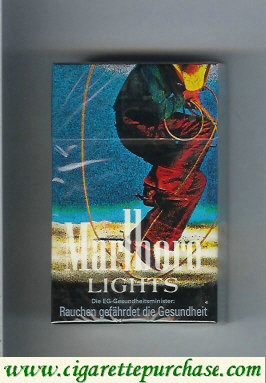 Marlboro
LIGHTS
Die EG-Gesundheitsminister:
Rauchen gefährdet die Gesundheit
www.cigarettepurchase.com